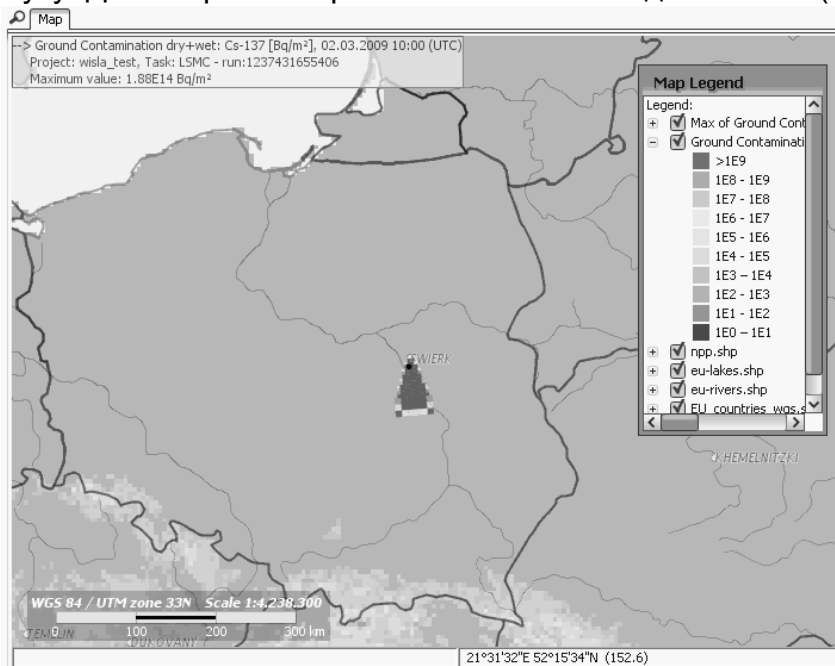 Map
--> Ground Contamination dry+wet: Cs-137 [Bq/m²], 02.03.2009 10:00 (UTC)
Project: wisla_test, Task: LSMC - run:1237431655406
Maximum value: 1.88E14 Bq/m²
Map Legend
Legend:
Max of Ground Cont
Ground Contaminati
>1E9
1E8 - 1E9
1E7 - 1E8
1E6 - 1E7
1E5 - 1E6
1E4 - 1E5
1E3 – 1E4
1E2 - 1E3
1E1 - 1E2
1E0 – 1E1
npp.shp
eu-lakes.shp
eu-rivers.shp
EU_countries_wgs.s
SWIERK
KHEMELNITZKI
WGS 84 / UTM zone 33N Scale 1:4.238.300
0 100 200 300 km
TEMELIN
DUKOVANY
21°31'32"E 52°15'34"N (152.6)